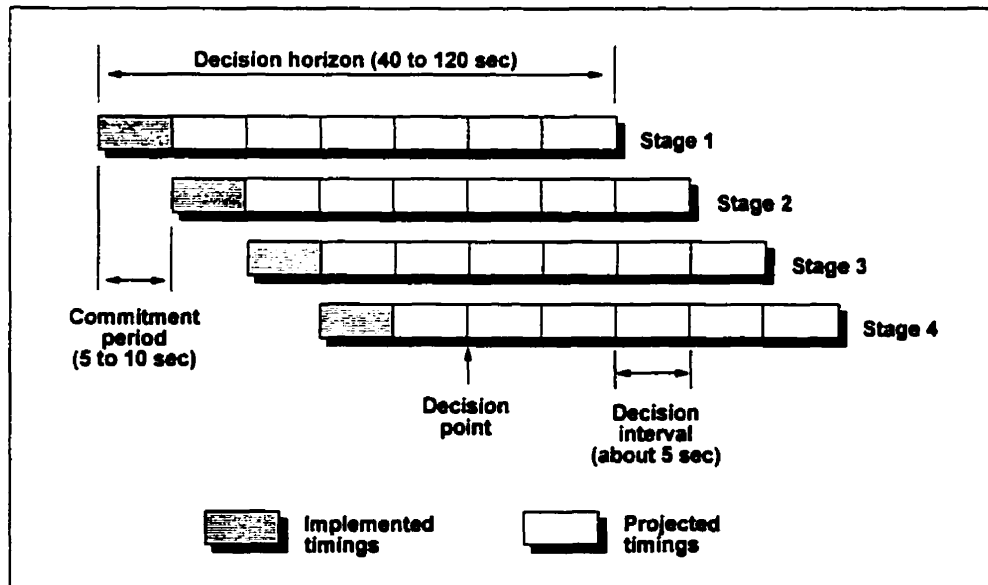 Decision horizon (40 to 120 sec)
Stage 1
Stage 2
Stage 3
Stage 4
Commitment
period
(5 to 10 sec)
Decision
point
Decision
interval
(about 5 sec)
Implemented
timings
Projected
timings